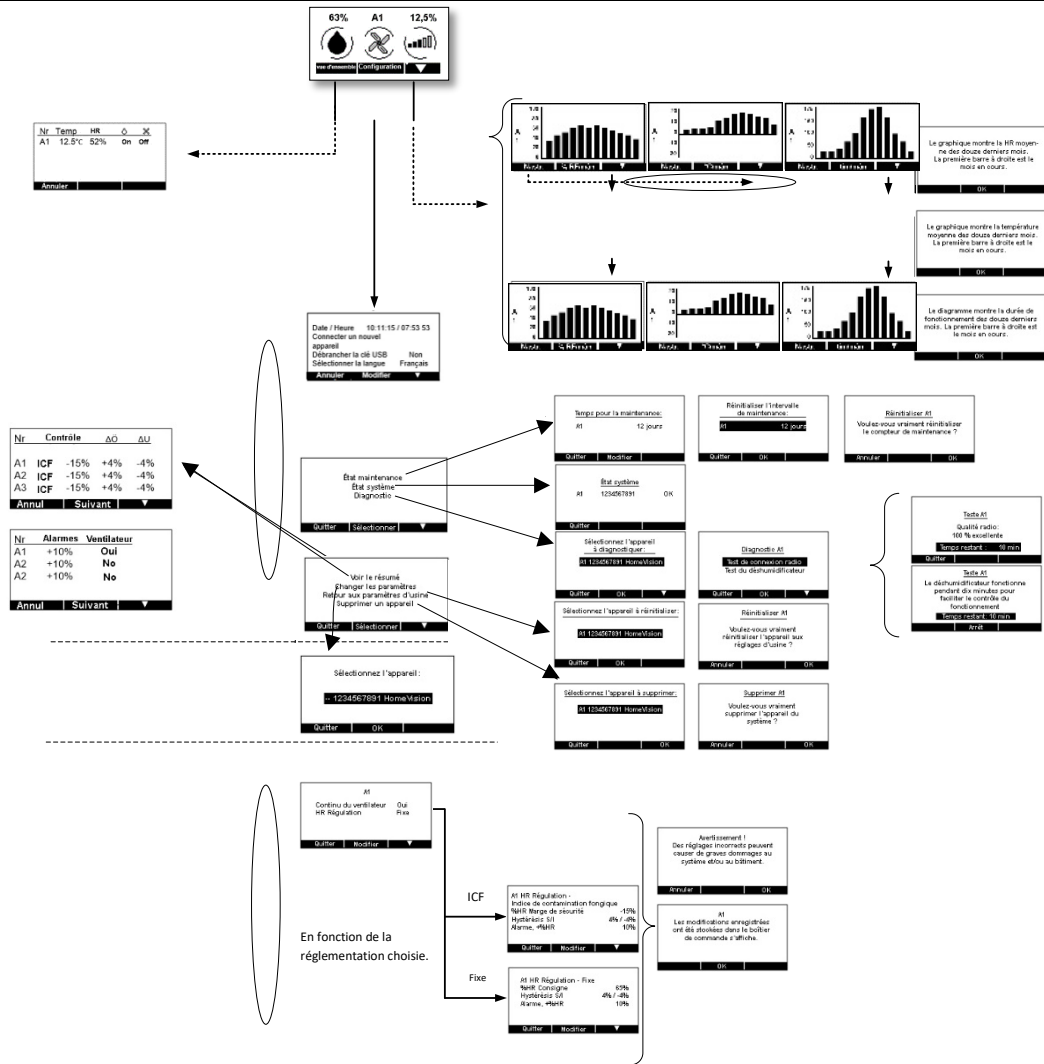 63% A1 12,5%
vue d'ensemble Configuration
Nr Temp HR
A1 12.5°c 52% On Off
Annuler
Le graphique montre la HR moyen-
ne des douze derniers mois.
La première barre à droite est le
mois en cours.
OK
Le graphique montre la température
moyenne des douze derniers mois.
La première barre à droite est le
mois en cours.
OK
Le diagramme montre la durée de
fonctionnement des douze derniers
mois. La première barre à droite est
le mois en cours.
OK
Date / Heure 10:11:15 / 07:53 53
Connecter un nouvel
appareil
Débrancher la clé USB Non
Sélectionner la langue Français
Annuler Modifier
Nr Contrôle ΔÖ ΔU
A1 ICF -15% +4% -4%
A2 ICF -15% +4% -4%
A3 ICF -15% +4% -4%
Annul Suivant
Nr Alarmes Ventilateur
A1 +10% Oui
A2 +10% No
A2 +10% No
Annul Suivant
État maintenance
État système
Diagnostic
Quitter Sélectionner
Voir le résumé
Changer les paramètres
Retour aux paramètres d'usine
Supprimer un appareil
Quitter Sélectionner
Sélectionnez l'appareil:
-- 1234567891 HomeVision
Quitter OK
Temps pour la maintenance:
A1 12 jours
Quitter Modifier
Réinitialiser l'intervalle
de maintenance:
A1 12 jours
Quitter OK
Réinitialiser A1
Voulez-vous vraiment réinitialiser
le compteur de maintenance ?
Annuler OK
État système
A1 1234567891 OK
Quitter
Sélectionnez l'appareil
à diagnostiquer:
A1 1234567891 HomeVision
Quitter OK
Diagnostic A1
Test de connexion radio
Test du déshumidificateur
Quitter OK
Teste A1
Qualité radio:
100 % excellente
Temps restant : 10 min
Quitter
Teste A1
Le déshumidificateur fonctionne
pendant dix minutes pour
faciliter le contrôle du
fonctionnement
Temps restant: 10 min
Arrêt
Sélectionnez l'appareil à réinitialiser:
A1 1234567891 HomeVision
Quitter OK
Réinitialiser A1
Voulez-vous vraiment
réinitialiser l'appareil aux
réglages d'usine ?
Annuler OK
Sélectionnez l'appareil à supprimer:
A1 1234567891 HomeVision
Quitter OK
Supprimer A1
Voulez-vous vraiment
supprimer l'appareil du
système ?
Annuler OK
A1
Continu du ventilateur Oui
HR Régulation Fixe
Quitter Modifier
En fonction de la
réglementation choisie.
ICF
A1 HR Régulation -
Indice de contamination fongique
%HR Marge de sécurité -15%
Hystérésis S/I 4% / -4%
Alarme, +%HR 10%
Quitter Modifier
Fixe
A1 HR Régulation - Fixe
%HR Consigne 65%
Hystérésis S/I 4% / -4%
Alarme, +%HR 10%
Quitter Modifier
Avertissement !
Des réglages incorrects peuvent
causer de graves dommages au
système et/ou au bâtiment.
Annuler OK
A1
Les modifications enregistrées
ont été stockées dans le boîtier
de commande s'affiche.
OK